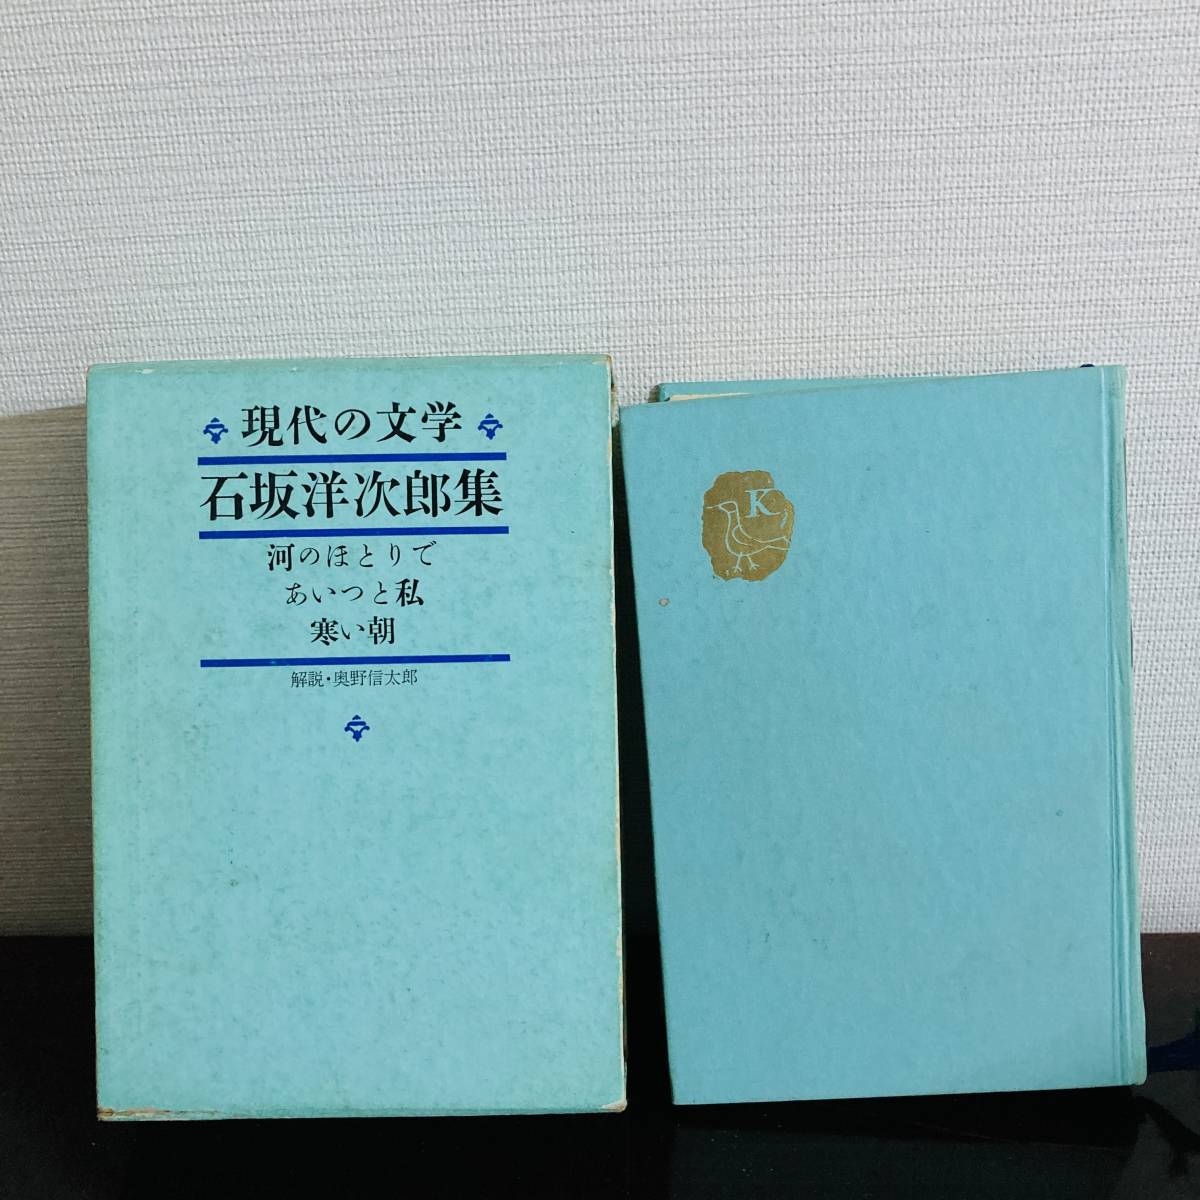 現代の文学
石坂洋次郎集
河のほとりで
あいつと私
寒い朝
解説・奥野信太郎
K